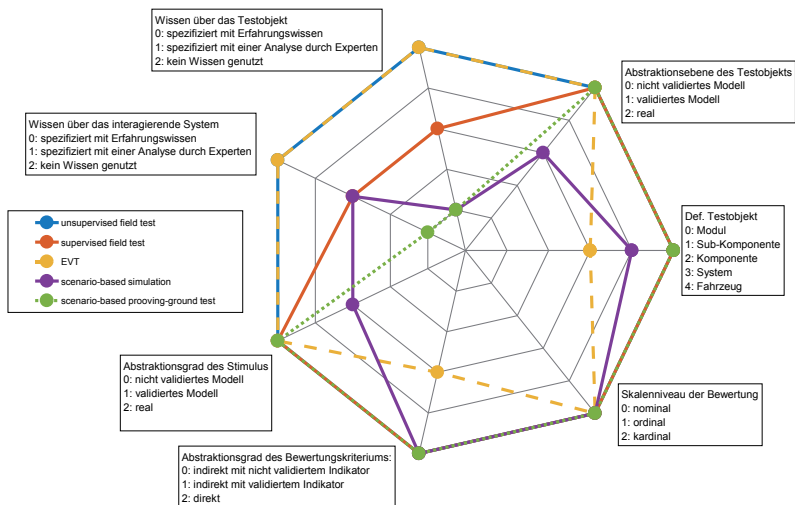 Wissen über das Testobjekt
0: spezifiziert mit Erfahrungswissen
1: spezifiziert mit einer Analyse durch Experten
2: kein Wissen genutzt
Abstraktionsebene des Testobjekts
0: nicht validiertes Modell
1: validiertes Modell
2: real
Wissen über das interagierende System
0: spezifiziert mit Erfahrungswissen
1: spezifiziert mit einer Analyse durch Experten
2: kein Wissen genutzt
Def. Testobjekt
0: Modul
1: Sub-Komponente
2: Komponente
3: System
4: Fahrzeug
unsupervised field test
supervised field test
EVT
scenario-based simulation
scenario-based prooving-ground test
Abstraktionsgrad des Stimulus
0: nicht validiertes Modell
1: validiertes Modell
2: real
Skalenniveau der Bewertung
0: nominal
1: ordinal
2: kardinal
Abstraktionsgrad des Bewertungskriteriums:
0: indirekt mit nicht validiertem Indikator
1: indirekt mit validiertem Indikator
2: direkt